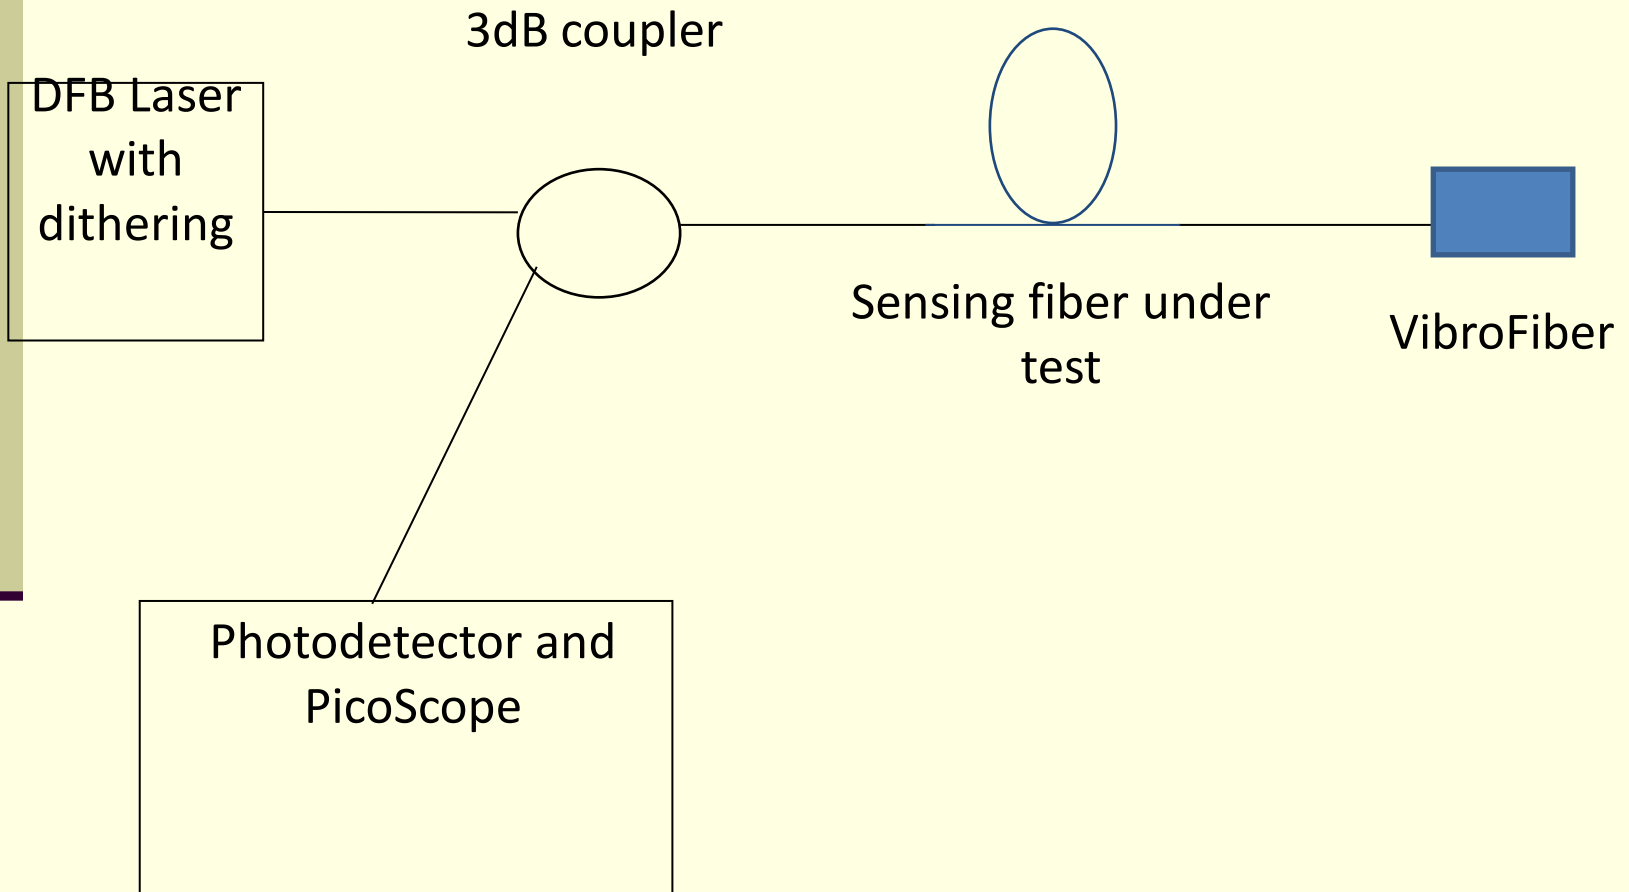 3dB coupler
DFB Laser
with
dithering
Sensing fiber under
test
VibroFiber
Photodetector and
PicoScope